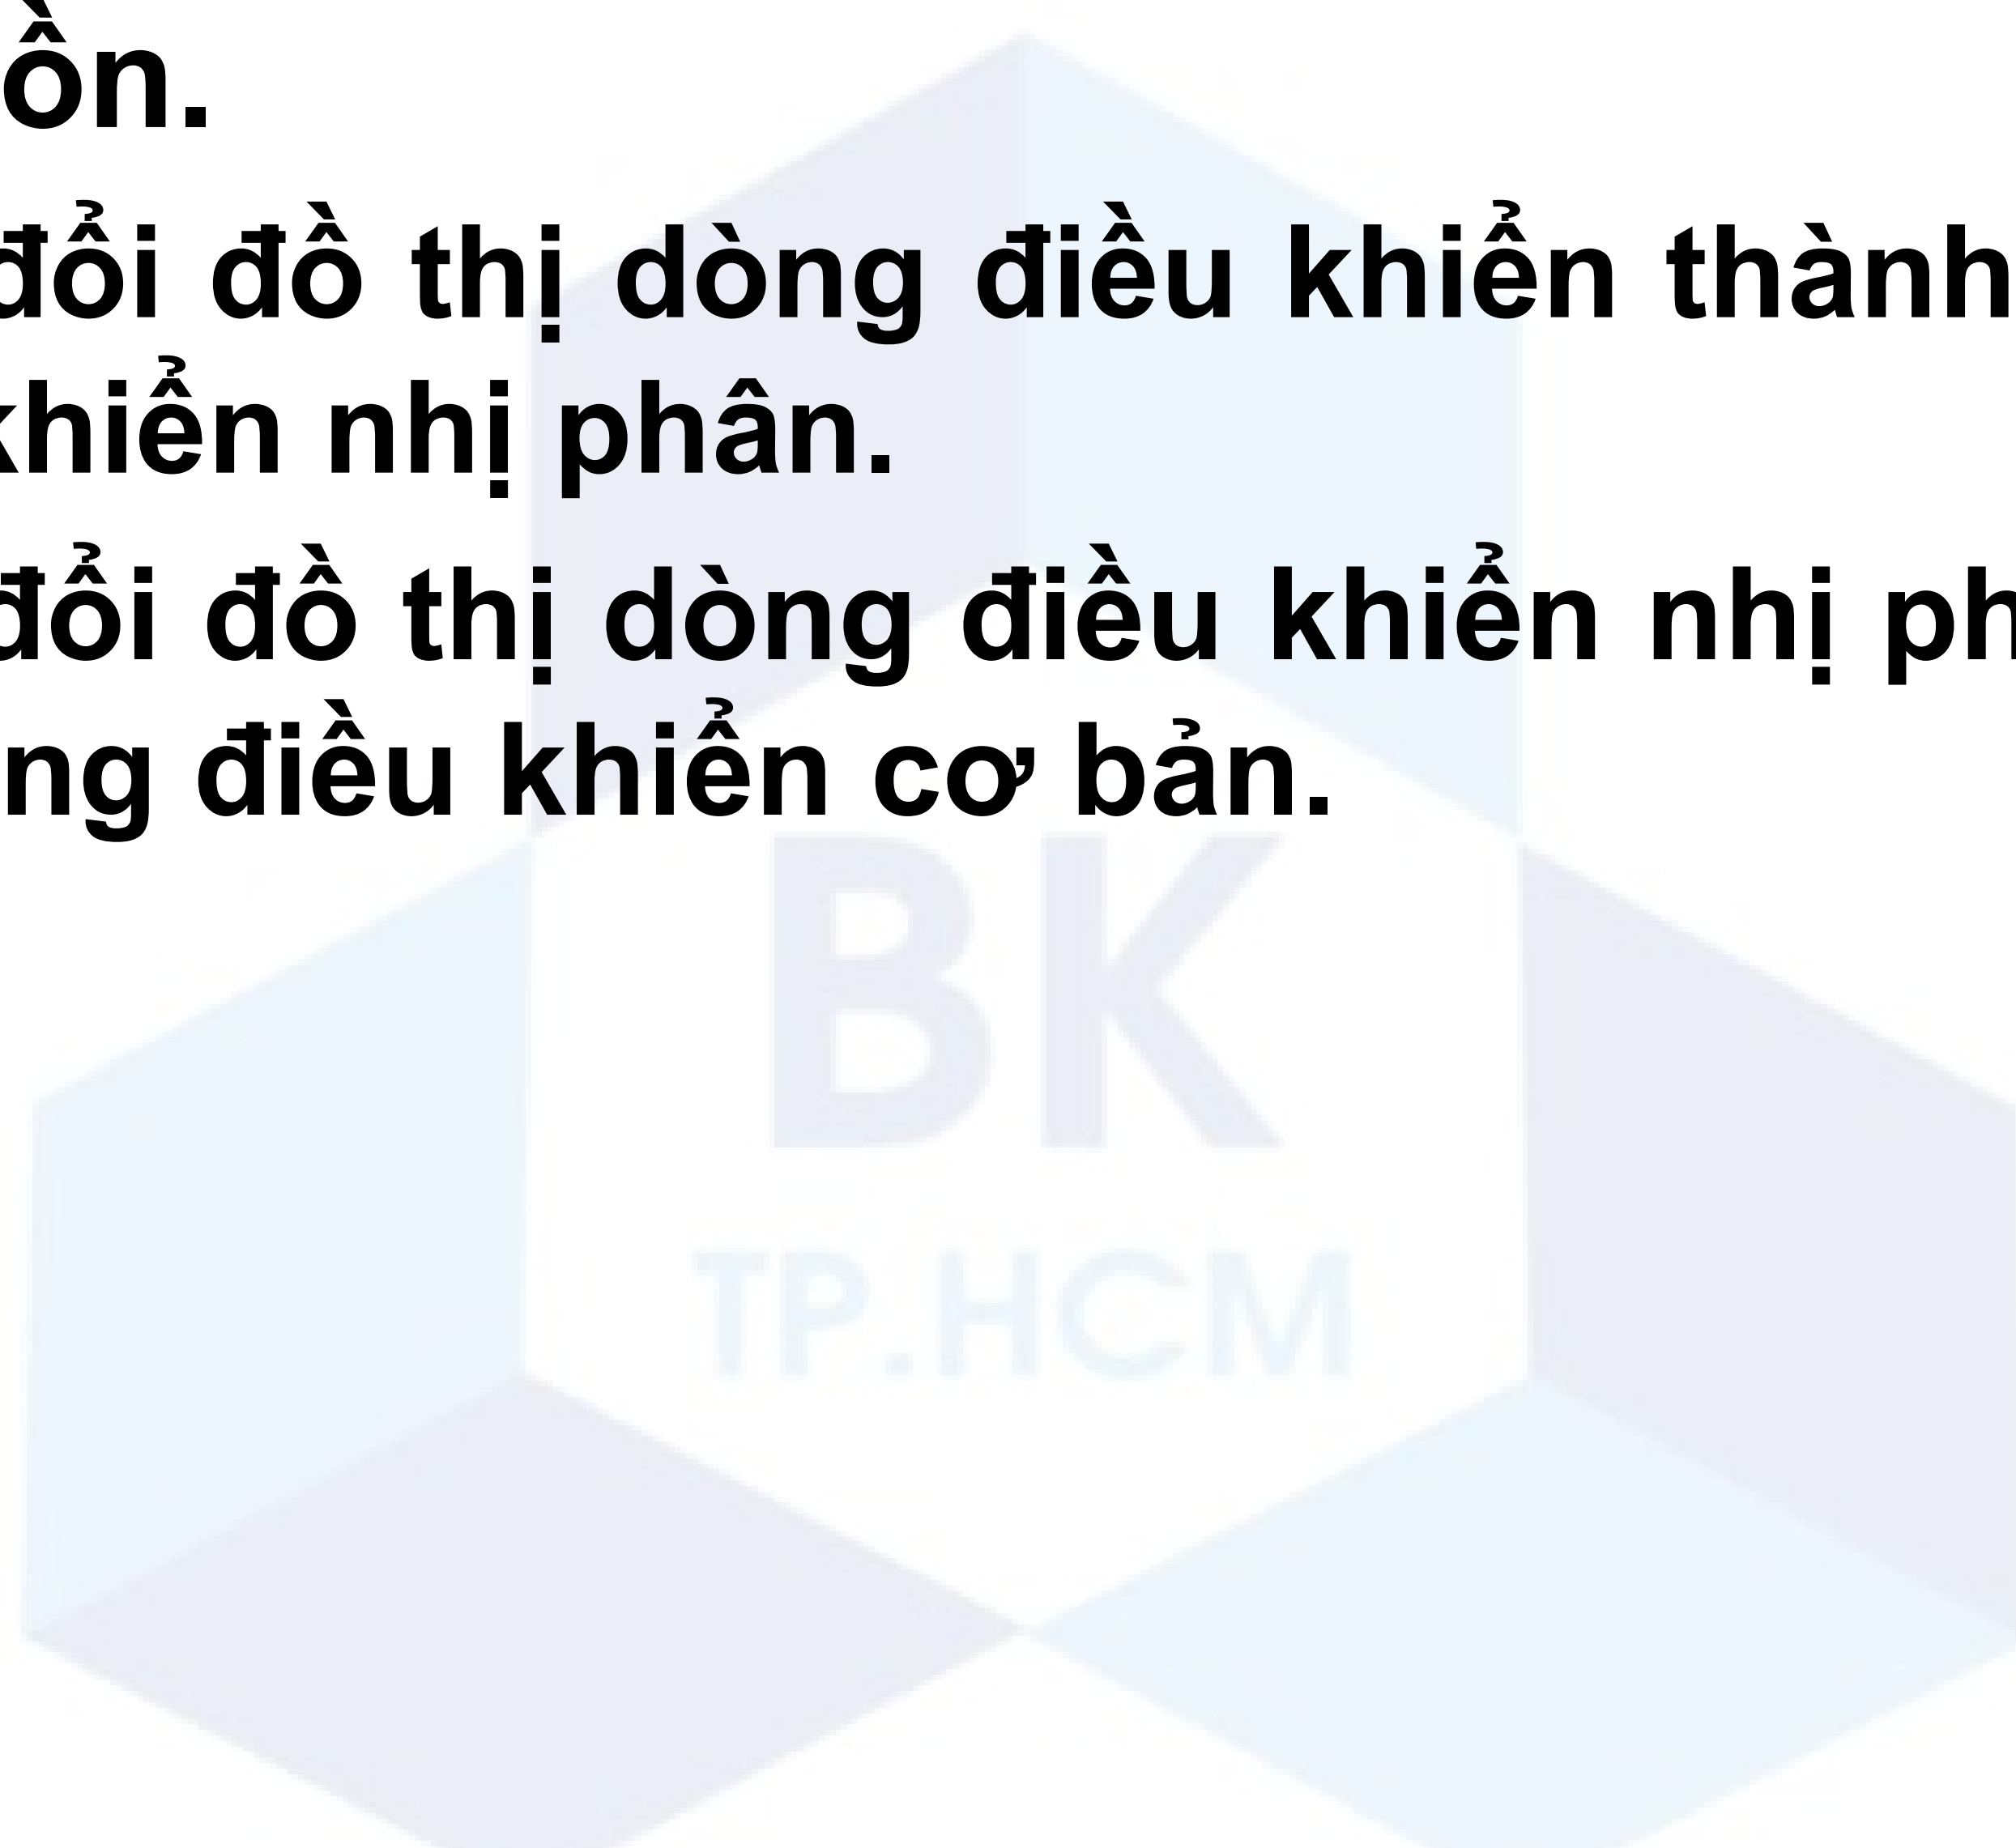 ồn.
đổi đồ thị dòng điều khiển thành
khiển nhị phân.
đổi đồ thị dòng điều khiển nhị ph
ng điều khiển cơ bản.
BK
TP.HCM